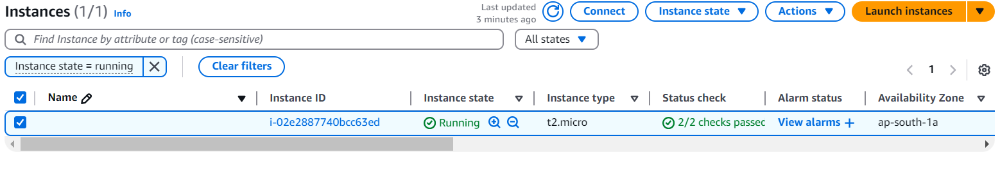 Instances (1/1) Info
Last updated
3 minutes ago
Connect
Instance state
Actions
Launch instances
Find Instance by attribute or tag (case-sensitive)
All states
Instance state = running
Clear filters
1
Name Instance ID Instance state Instance type Status check Alarm status Availability Zone
i-02e2887740bcc63ed Running t2.micro 2/2 checks passec View alarms + ap-south-1a